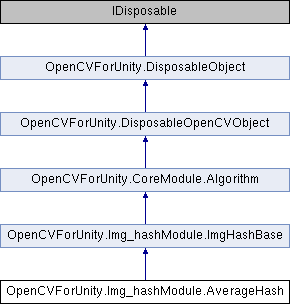 IDisposable
OpenCVForUnity.DisposableObject
OpenCVForUnity.DisposableOpenCVObject
OpenCVForUnity.CoreModule.Algorithm
OpenCVForUnity.Img_hashModule.ImgHashBase
OpenCVForUnity.Img_hashModule.AverageHash